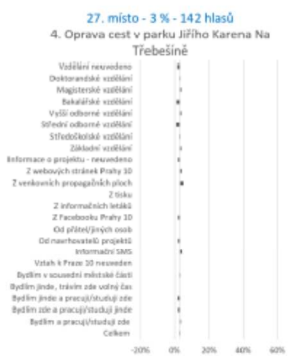 27. místo - 3 % - 142 hlasů
4. Oprava cest v parku Jiřího Karena Na
Třebešíně
Vzdělání neuvedeno
Doktorandské vzdělání
Magisterské vzdělání
Bakalářské vzdělání
Vyšší odborné vzdělání
Střední odborné vzdělání
Středoškolské vzdělání
Základní vzdělání
Informace o projektu - neuvedeno
Z webových stránek Prahy 10
Z venkovních propagačních ploch
Z tisku
Z informačních letáků
Z Facebooku Prahy 10
Od přátel/jiných osob
Od navrhovatelů projektů
Informační SMS
Vztah k Praze 10 neuveden
Bydlím v sousední městské části
Bydlím jinde, trávím zde volný čas
Bydlím jinde a pracuji/studuji zde
Bydlím zde a pracuji/studuji jinde
Bydlím a pracuji/studuji zde
Celkem
-20% 0% 20% 40% 60%